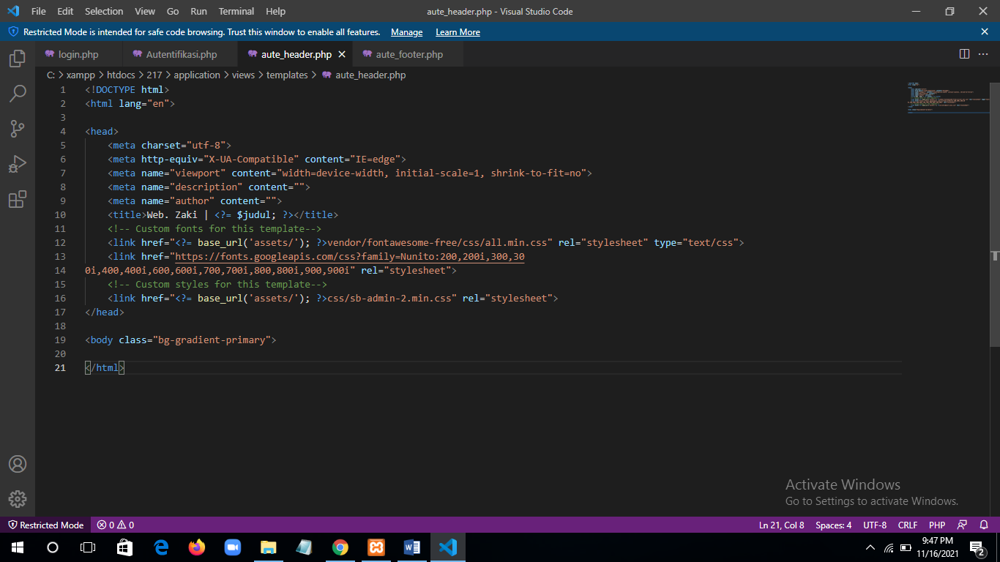 File Edit Selection View Go Run Terminal Help aute_header.php - Visual Studio Code
Restricted Mode is intended for safe code browsing. Trust this window to enable all features. Manage Learn More
login.php Autentifikasi.php aute_header.php aute_footer.php
C: > xampp > htdocs > 217 > application > views > templates > aute_header.php
1 <!DOCTYPE html>
2 <html lang="en">
3
4 <head>
5 <meta charset="utf-8">
6 <meta http-equiv="X-UA-Compatible" content="IE=edge">
7 <meta name="viewport" content="width=device-width, initial-scale=1, shrink-to-fit=no">
8 <meta name="description" content="">
9 <meta name="author" content="">
10 <title>Web. Zaki | <?= $judul; ?></title>
11 <!-- Custom fonts for this template-->
12 <link href="<?= base_url('assets/'); ?>vendor/fontawesome-free/css/all.min.css" rel="stylesheet" type="text/css">
13 <link href="https://fonts.googleapis.com/css?family=Nunito:200,200i,300,30
14 0i,400,400i,600,600i,700,700i,800,800i,900,900i" rel="stylesheet">
15 <!-- Custom styles for this template-->
16 <link href="<?= base_url('assets/'); ?>css/sb-admin-2.min.css" rel="stylesheet">
17 </head>
18
19 <body class="bg-gradient-primary">
20
21 </html>
Activate Windows
Go to Settings to activate Windows.
Restricted Mode 0 0 Ln 21, Col 8 Spaces: 4 UTF-8 CRLF PHP
9:47 PM
11/16/2021 2